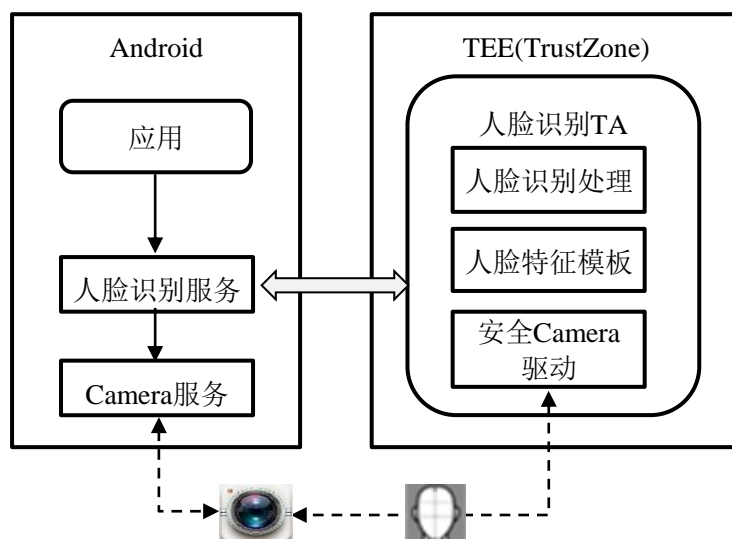 Android
应用
人脸识别服务
Camera服务
TEE(TrustZone)
人脸识别TA
人脸识别处理
人脸特征模板
安全Camera
驱动